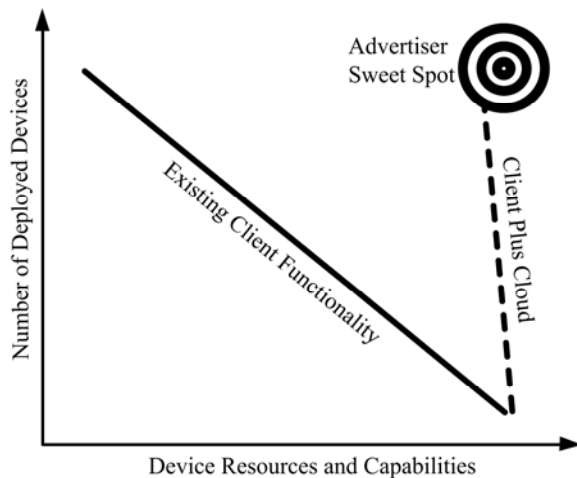 Advertiser
Sweet Spot
Number of Deployed Devices
Existing Client Functionality
Client Plus Cloud
Device Resources and Capabilities